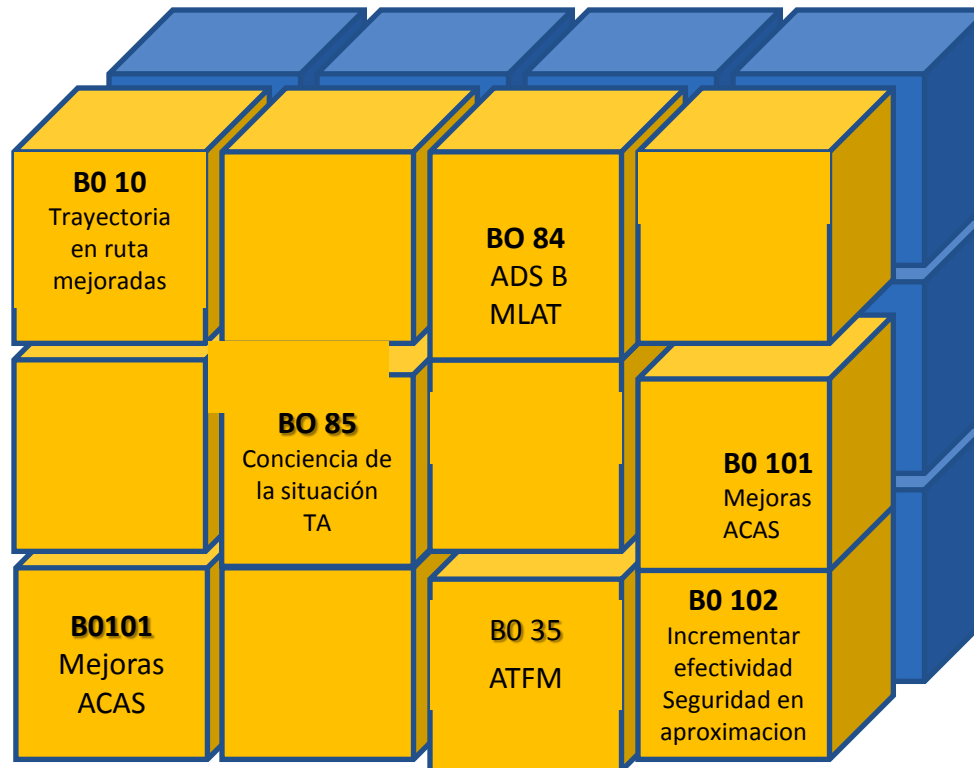 B0 10
Trayectoria
en ruta
mejoradas
BO 84
ADS B
MLAT
BO 85
Conciencia de
la situación
TA
B0 101
Mejoras
ACAS
B0101
Mejoras
ACAS
B0 35
ATFM
B0 102
Incrementar
efectividad
Seguridad en
aproximacion